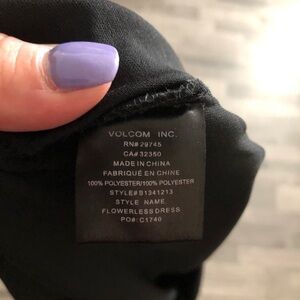 VOLCOM INC.
RN# 29745
CA# 32350
MADE IN CHINA
FABRIQUÉ EN CHINE
100% POLYESTER/100% POLYESTER
STYLE# B1341213
STYLE NAME
FLOWERLESS DRESS
PO#: C1740